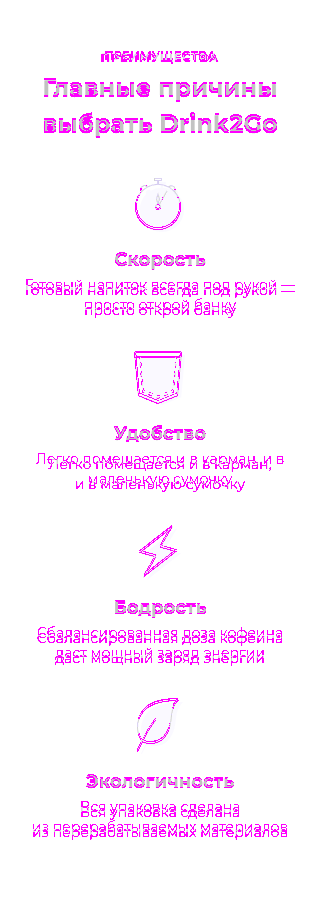 ПРЕИМУЩЕСТВА
Главные причины
выбрать Drink2Go
Скорость
Готовый напиток всегда под рукой —
просто открой банку
Удобство
Легко помещается и в карман,
и в маленькую сумочку
Бодрость
Сбалансированная доза кофеина
даст мощный заряд энергии
Экологичность
Вся упаковка сделана
из перерабатываемых материалов